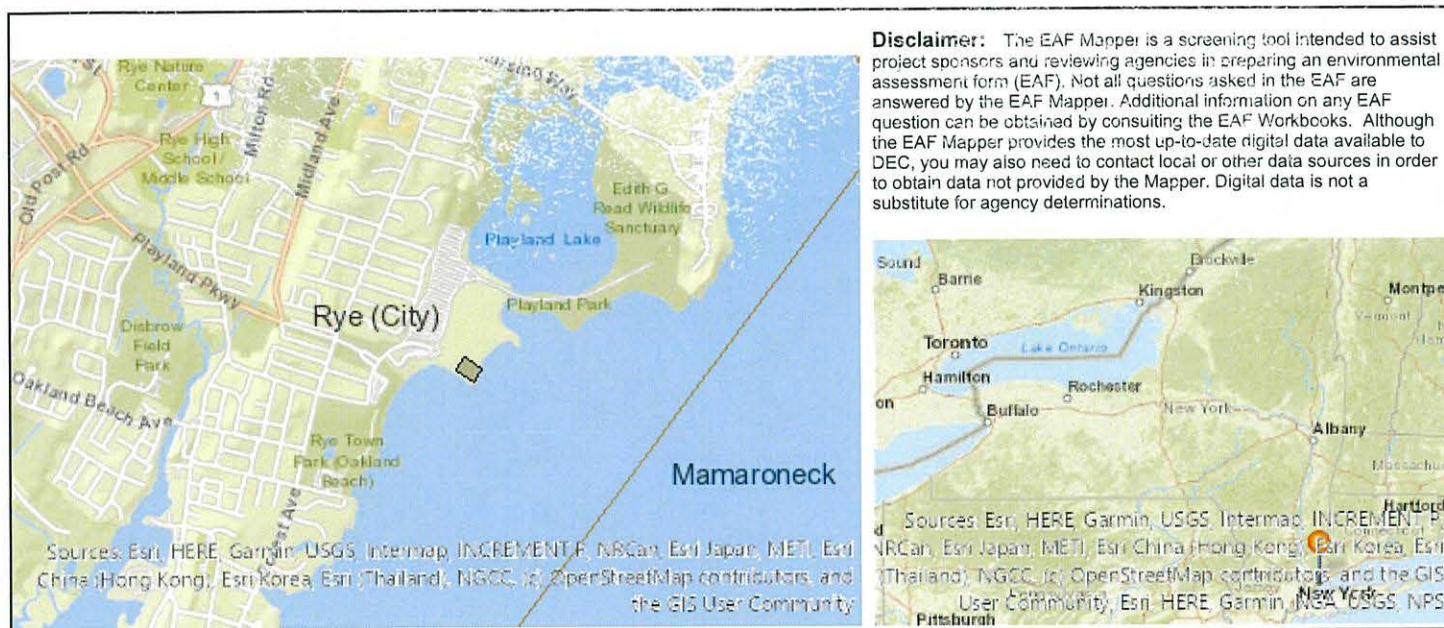 Disclaimer: The EAF Mapper is a screening tool intended to assist
project sponsors and reviewing agencies in preparing an environmental
assessment form (EAF). Not all questions asked in the EAF are
answered by the EAF Mapper. Additional information on any EAF
question can be obtained by consulting the EAF Workbooks. Although
the EAF Mapper provides the most up-to-date digital data available to
DEC, you may also need to contact local or other data sources in order
to obtain data not provided by the Mapper. Digital data is not a
substitute for agency determinations.
Rye Nature
Center
1
Milton Rd
Midland Ave
Rye High
School /
Middle School
Old Post Rd
Playland Pkwy
Edith G.
Read Wildlife
Sanctuary
Playland Lake
Playland Park
Rye (City)
Disbrow
Field
Park
Oakland Beach Ave
Rye Town
Park (Oakland
Beach)
Forest Ave
Mamaroneck
Sources: Esri, HERE, Garmin, USGS, Intermap, INCREMENT P, NRCan, Esri Japan, METI, Esri
China (Hong Kong), Esri Korea, Esri (Thailand), NGCC, (c) OpenStreetMap contributors, and
the GIS User Community
Sound
Barrie
Brockville
Kingston
Montpe
Vermont
Toronto
Lake Ontario
Hamilton
Rochester
on
Buffalo
New York
Albany
Massachu
Hartford
Sources: Esri, HERE, Garmin, USGS, Intermap, INCREMENT P,
NRCan, Esri Japan, METI, Esri China (Hong Kong), Esri Korea, Esri
(Thailand), NGCC, (c) OpenStreetMap contributors, and the GIS
User Community, Esri, HERE, Garmin, NGA, USGS, NPS
New York
Pittsburgh